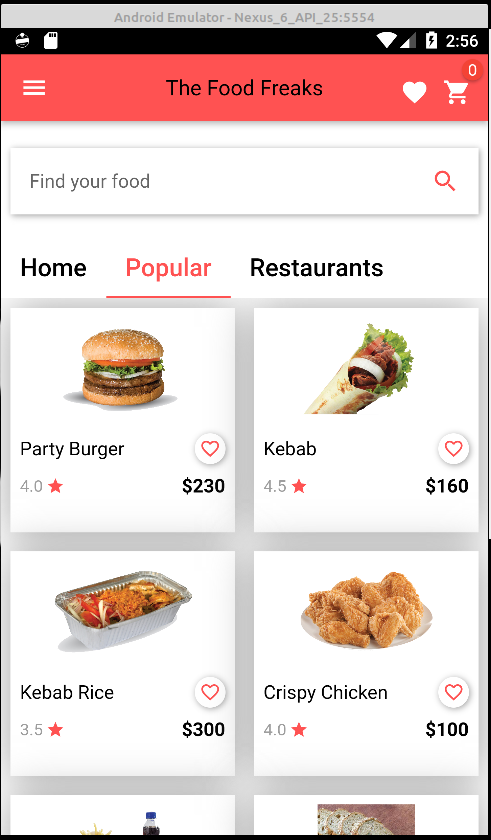 Android Emulator - Nexus_6_API_25:5554
2:56
The Food Freaks
0
Find your food
Home Popular Restaurants
Party Burger
4.0 $230
Kebab
4.5 $160
Kebab Rice
3.5 $300
Crispy Chicken
4.0 $100